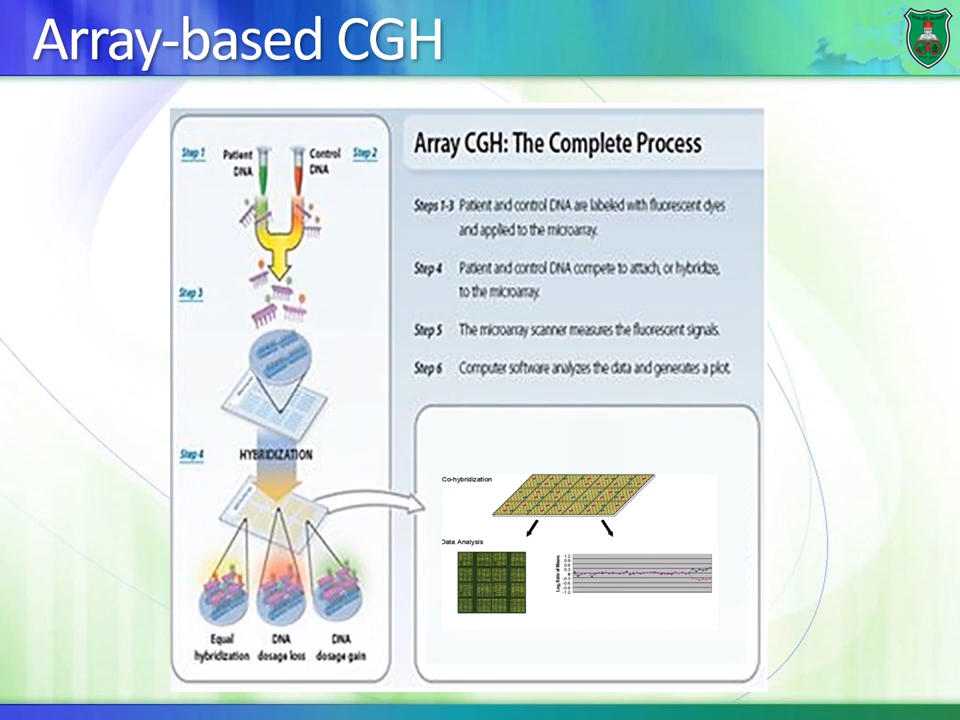 Array-based CGH
Step 1
Patient
DNA
Control
DNA
Step 2
Step 3
Step 4
HYBRIDIZATION
Equal
hybridization
DNA
dosage loss
DNA
dosage gain
Array CGH: The Complete Process
Steps 1-3 Patient and control DNA are labeled with fluorescent dyes
and applied to the microarray.
Step 4 Patient and control DNA compete to attach, or hybridize,
to the microarray.
Step 5 The microarray scanner measures the fluorescent signals.
Step 6 Computer software analyzes the data and generates a plot.
Co-hybridization
Data Analysis